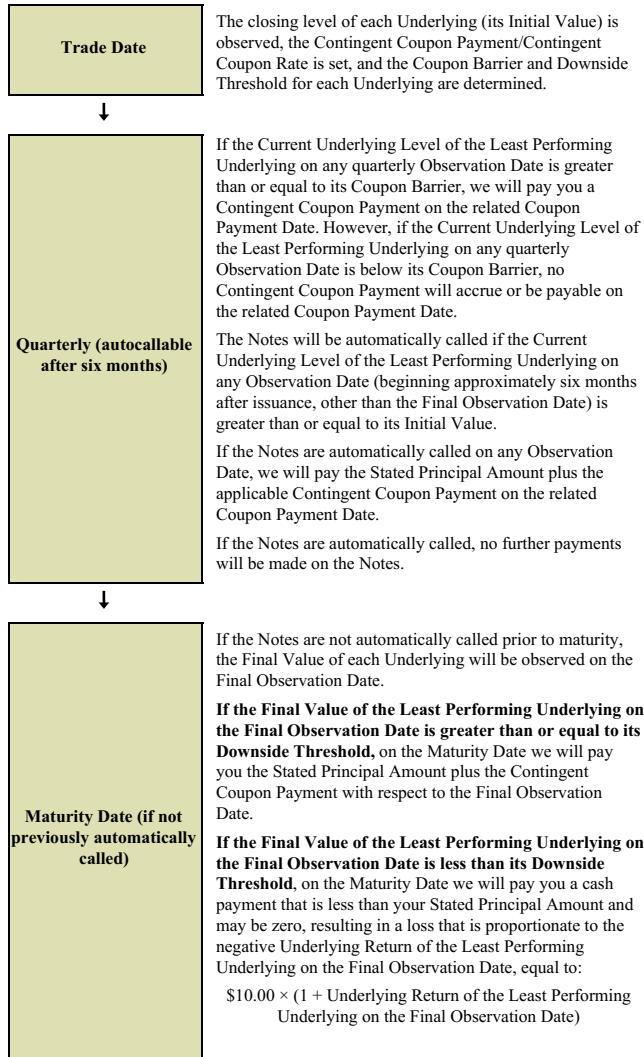 Trade Date
The closing level of each Underlying (its Initial Value) is
observed, the Contingent Coupon Payment/Contingent
Coupon Rate is set, and the Coupon Barrier and Downside
Threshold for each Underlying are determined.
↓
Quarterly (autocallable
after six months)
If the Current Underlying Level of the Least Performing
Underlying on any quarterly Observation Date is greater
than or equal to its Coupon Barrier, we will pay you a
Contingent Coupon Payment on the related Coupon
Payment Date. However, if the Current Underlying Level of
the Least Performing Underlying on any quarterly
Observation Date is below its Coupon Barrier, no
Contingent Coupon Payment will accrue or be payable on
the related Coupon Payment Date.
The Notes will be automatically called if the Current
Underlying Level of the Least Performing Underlying on
any Observation Date (beginning approximately six months
after issuance, other than the Final Observation Date) is
greater than or equal to its Initial Value.
If the Notes are automatically called on any Observation
Date, we will pay the Stated Principal Amount plus the
applicable Contingent Coupon Payment on the related
Coupon Payment Date.
If the Notes are automatically called, no further payments
will be made on the Notes.
↓
Maturity Date (if not
previously automatically
called)
If the Notes are not automatically called prior to maturity,
the Final Value of each Underlying will be observed on the
Final Observation Date.
If the Final Value of the Least Performing Underlying on
the Final Observation Date is greater than or equal to its
Downside Threshold, on the Maturity Date we will pay
you the Stated Principal Amount plus the Contingent
Coupon Payment with respect to the Final Observation
Date.
If the Final Value of the Least Performing Underlying on
the Final Observation Date is less than its Downside
Threshold, on the Maturity Date we will pay you a cash
payment that is less than your Stated Principal Amount and
may be zero, resulting in a loss that is proportionate to the
negative Underlying Return of the Least Performing
Underlying on the Final Observation Date, equal to:
$10.00 × (1 + Underlying Return of the Least Performing
Underlying on the Final Observation Date)